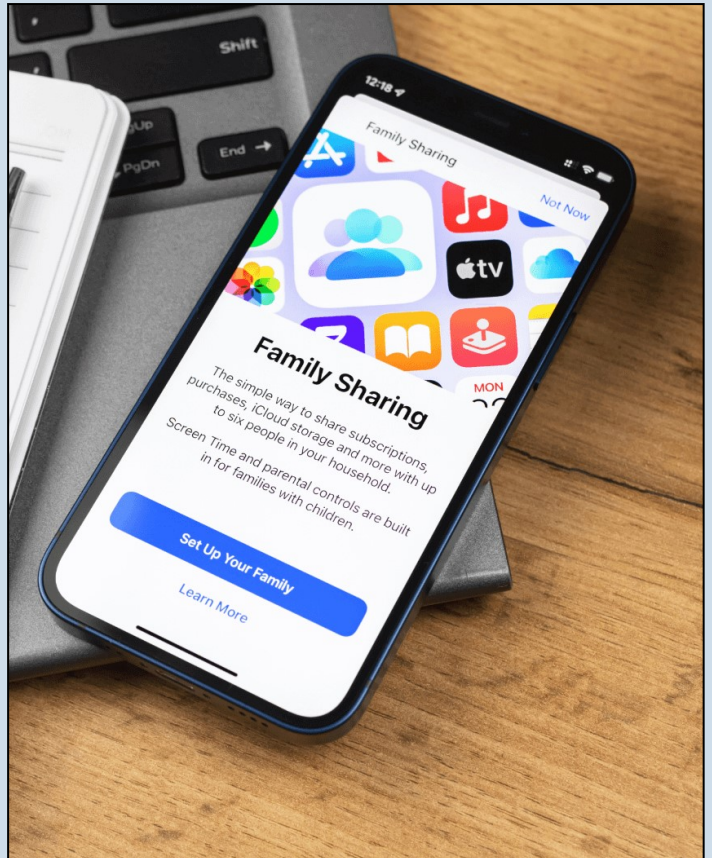 Shift
PgUp
PgDn
End
12:18
Family Sharing
Not Now
tv
MON
Family Sharing
The simple way to share subscriptions,
purchases, iCloud storage and more with up
to six people in your household.
Screen Time and parental controls are built
in for families with children.
Set Up Your Family
Learn More